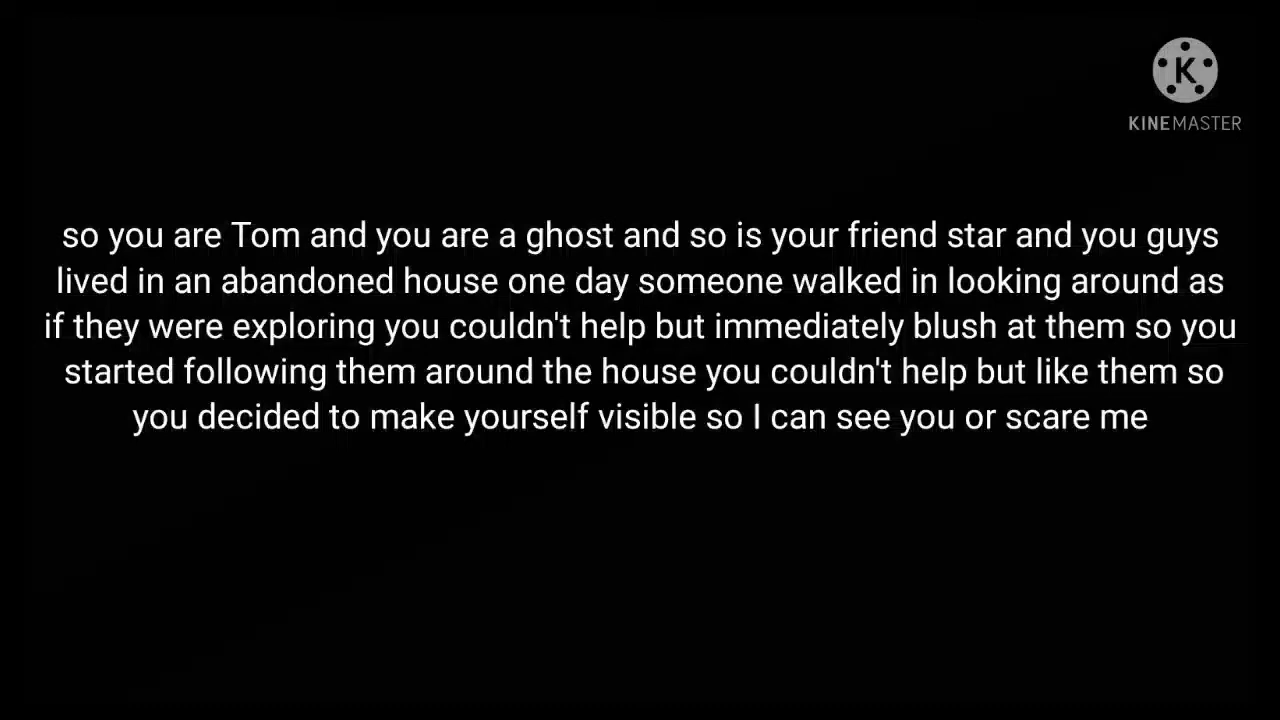 K
KINEMASTER
so you are Tom and you are a ghost and so is your friend star and you guys
lived in an abandoned house one day someone walked in looking around as
if they were exploring you couldn't help but immediately blush at them so you
started following them around the house you couldn't help but like them so
you decided to make yourself visible so I can see you or scare me